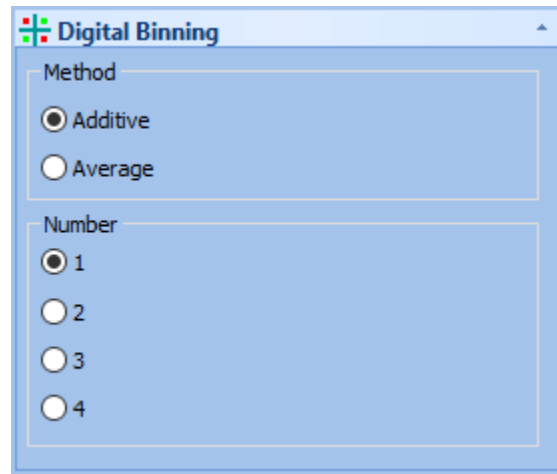 Digital Binning
Method
Additive
Average
Number
1
2
3
4